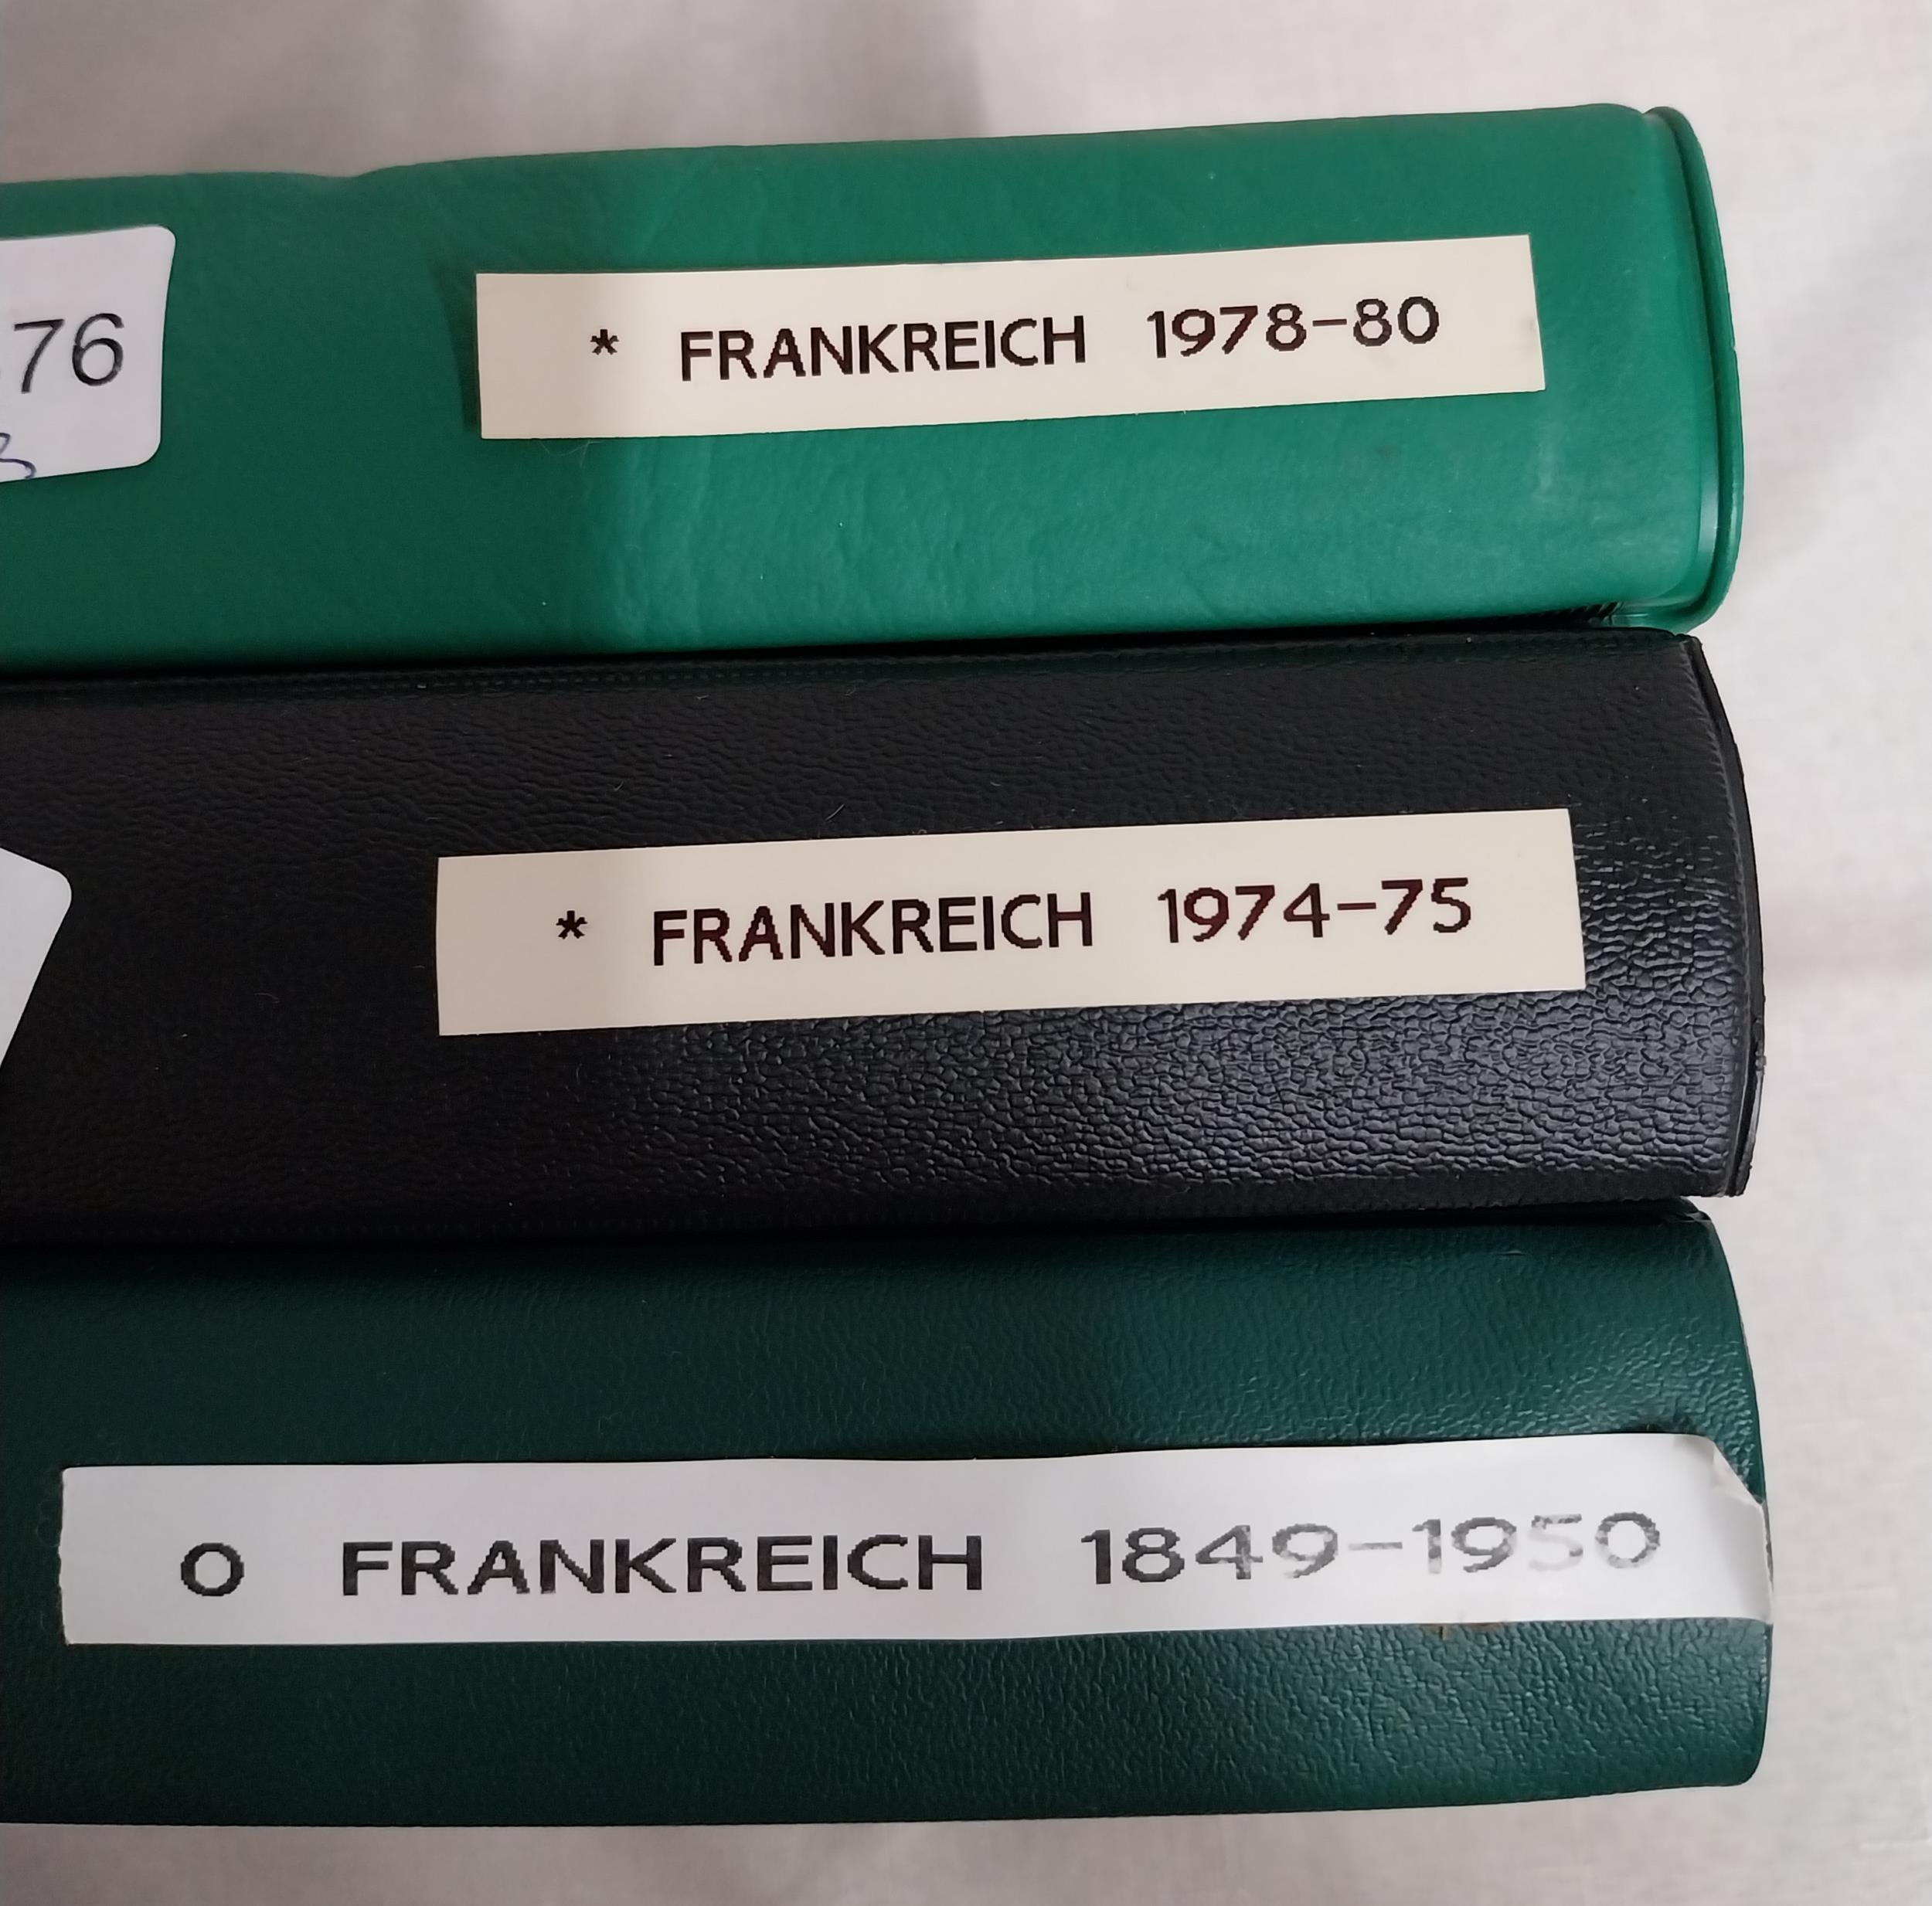 76
* FRANKREICH 1978-80
* FRANKREICH 1974-75
O FRANKREICH 1849-1950